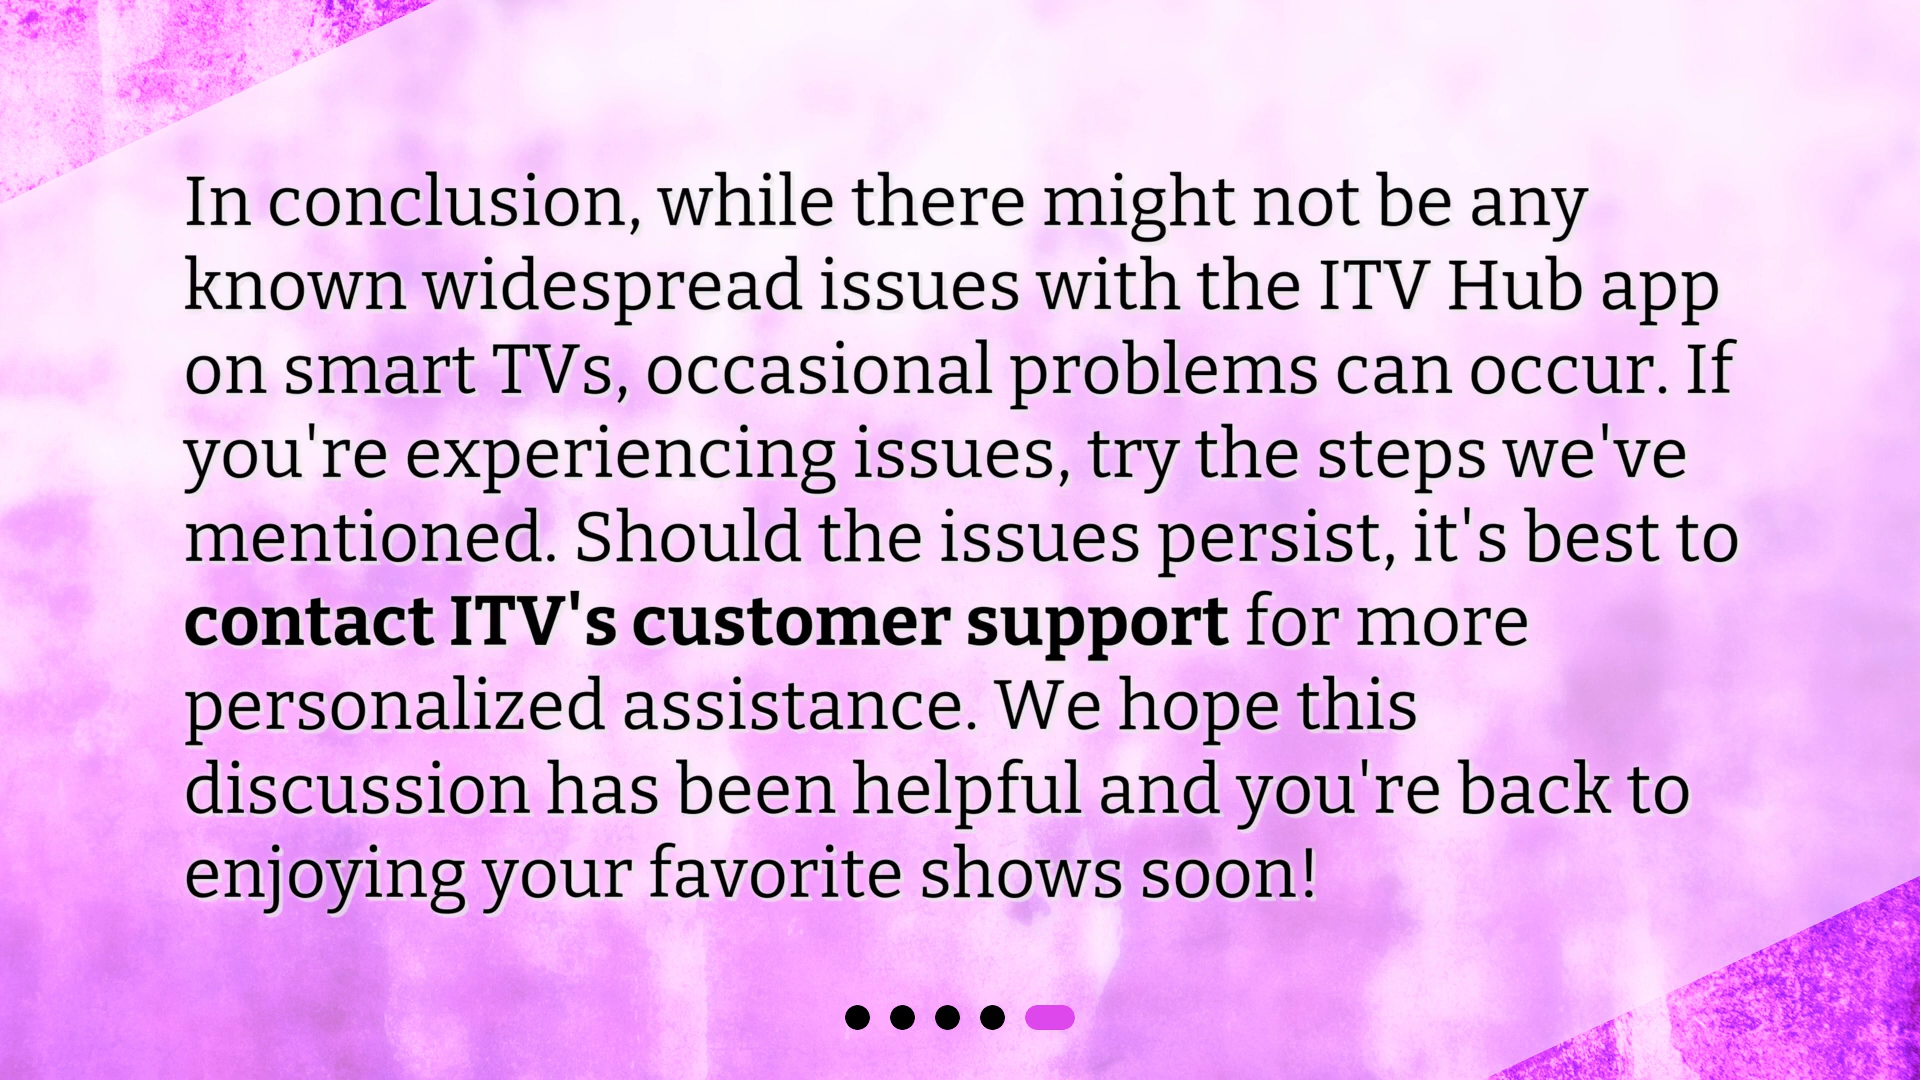 In conclusion, while there might not be any
known widespread issues with the ITV Hub app
on smart TVs, occasional problems can occur. If
you're experiencing issues, try the steps we've
mentioned. Should the issues persist, it's best to
contact ITV's customer support for more
personalized assistance. We hope this
discussion has been helpful and you're back to
enjoying your favorite shows soon!